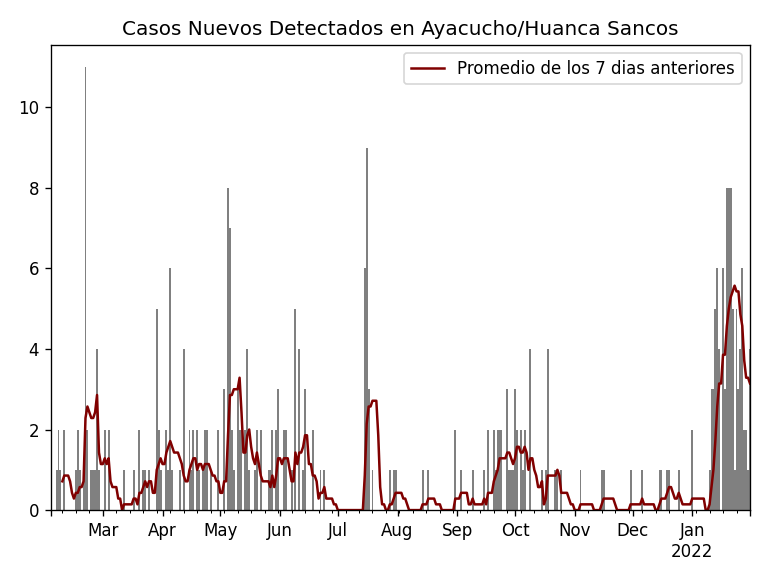 Casos Nuevos Detectados en Ayacucho/Huanca Sancos
Promedio de los 7 dias anteriores
10
8
6
4
2
0
Mar Apr May Jun Jul Aug Sep Oct Nov Dec Jan
2022